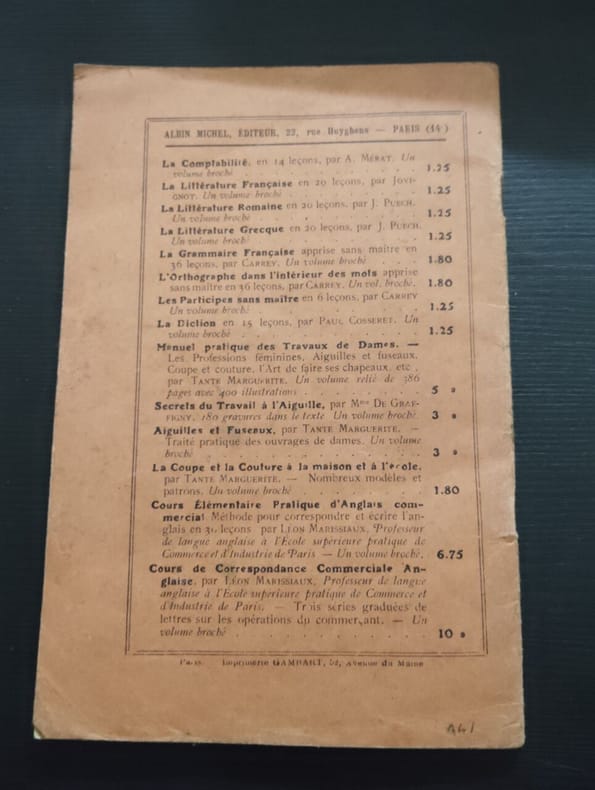 ALBIN MICHEL, ÉDITEUR, 22, rue Huyghens — PARIS (14e)
La Comptabilité, en 14 leçons, par A. MÉRAT. Un
volume broché . . . . . . . . . 1.25
La Littérature Française en 20 leçons, par JOVI-
GNOT. Un volume broché . . . . . . . 1.25
La Littérature Romaine en 20 leçons, par J. PUECH.
Un volume broché . . . . . . . . 1.25
La Littérature Grecque en 20 leçons, par J. PUECH.
Un volume broché . . . . . . . . 1.25
La Grammaire Française apprise sans maître en
36 leçons, par CARREY. Un volume broché . . . 1.80
L'Orthographe dans l'intérieur des mots apprise
sans maître en 36 leçons, par CARREY. Un vol. broché. 1.80
Les Participes sans maître en 6 leçons, par CARREY
Un volume broché . . . . . . . . 1.25
La Diction en 15 leçons, par PAUL COSSERET. Un
volume broché . . . . . . . . . 1.25
Manuel pratique des Travaux de Dames. —
Les Professions féminines, Aiguilles et fuseaux,
Coupe et couture, l'Art de faire ses chapeaux, etc.,
par TANTE MARGUERITE. Un volume relié de 386
pages avec 400 illustrations . . . . . . 5 »
Secrets du Travail à l'Aiguille, par Mme DE GRAF-
FIGNY. 180 gravures dans le texte Un volume broché. 3 »
Aiguilles et Fuseaux, par TANTE MARGUERITE. —
Traité pratique des ouvrages de dames. Un volume
broché . . . . . . . . . . 3 »
La Coupe et la Couture à la maison et à l'école,
par TANTE MARGUERITE. — Nombreux modèles et
patrons. Un volume broché . . . . . . 1.80
Cours Élémentaire Pratique d'Anglais com-
mercial Méthode pour correspondre et écrire l'an-
glais en leçons par LÉON MARISSIAUX, Professeur
de langue anglaise à l'École supérieure pratique de
Commerce et d'Industrie de Paris — Un volume broché. 6.75
Cours de Correspondance Commerciale An-
glaise, par LÉON MARISSIAUX, Professeur de langue
anglaise à l'École supérieure pratique de Commerce et
d'Industrie de Paris. — Trois séries graduées de
lettres sur les opérations du commerçant. — Un
volume broché . . . . . . . . . 10 »
Paris. Imprimerie GAMBART, 52, Avenue du Maine